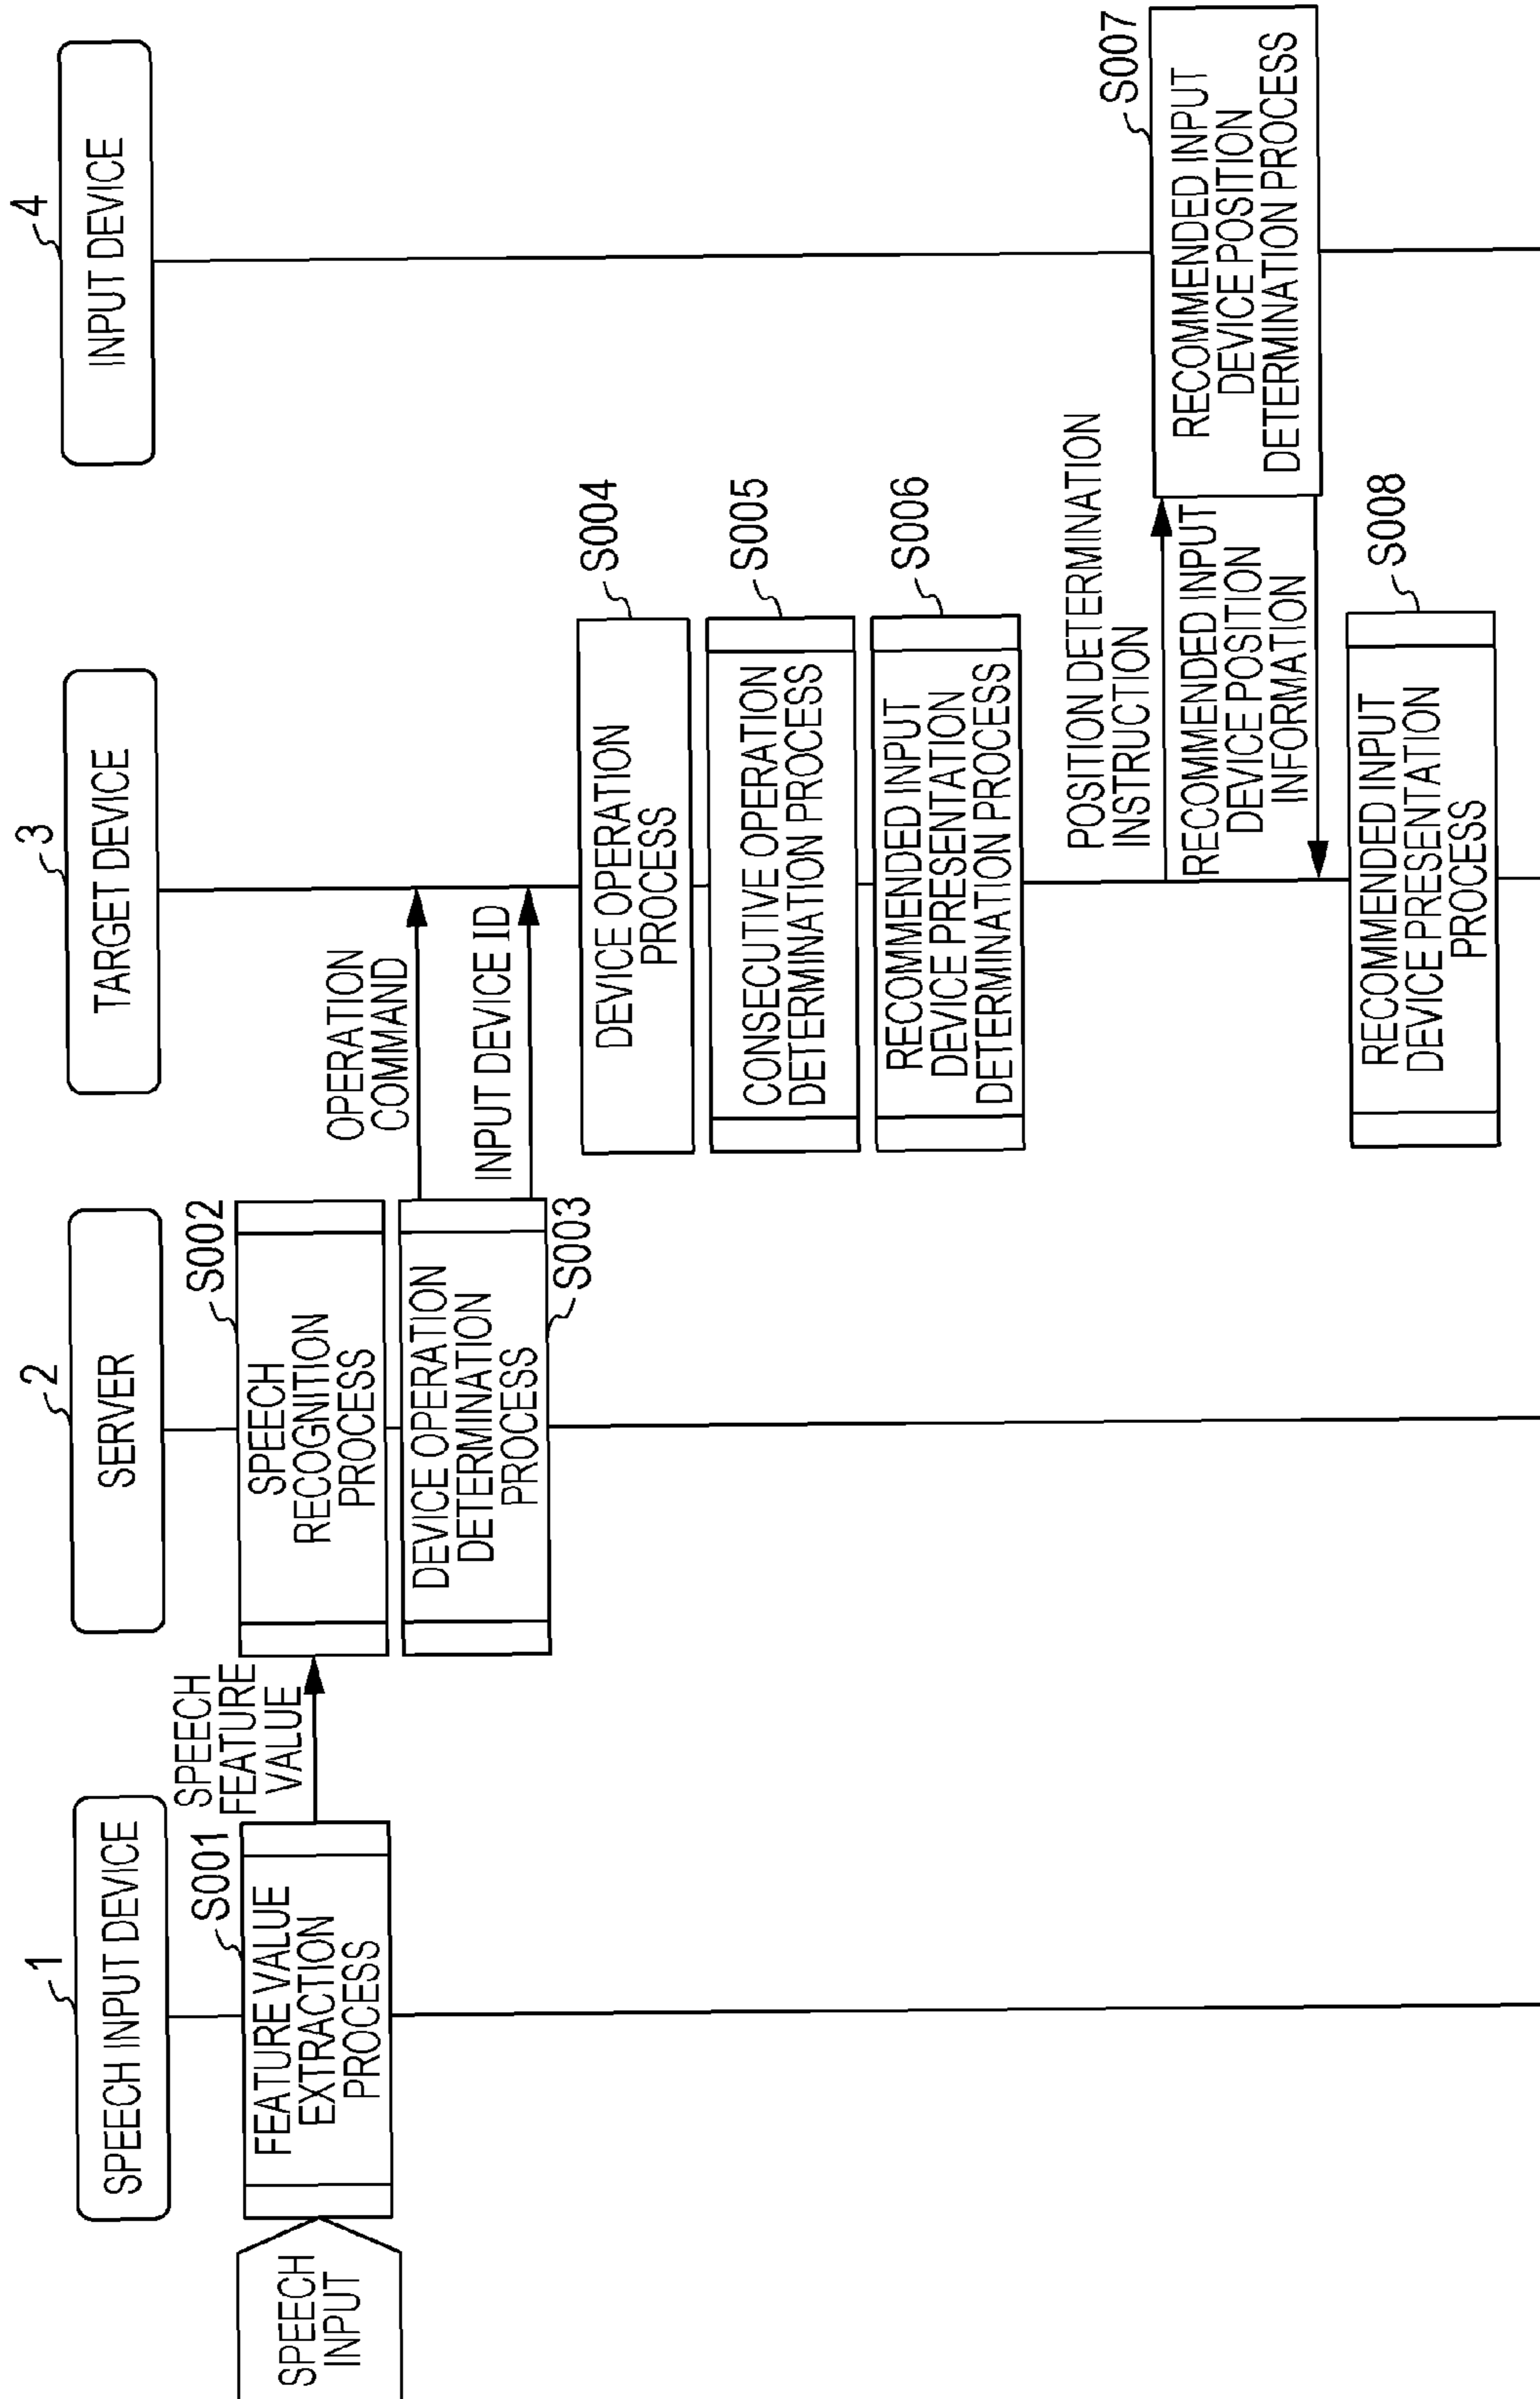 1
SPEECH INPUT DEVICE
2
SERVER
3
TARGET DEVICE
4
INPUT DEVICE
SPEECH
INPUT
S001
FEATURE VALUE
EXTRACTION
PROCESS
SPEECH
FEATURE
VALUE
S002
SPEECH
RECOGNITION
PROCESS
DEVICE OPERATION
DETERMINATION
PROCESS
S003
OPERATION
COMMAND
INPUT DEVICE ID
S004
DEVICE OPERATION
PROCESS
S005
CONSECUTIVE OPERATION
DETERMINATION PROCESS
S006
RECOMMENDED INPUT
DEVICE PRESENTATION
DETERMINATION PROCESS
POSITION DETERMINATION
INSTRUCTION
S007
RECOMMENDED INPUT
DEVICE POSITION
DETERMINATION PROCESS
RECOMMENDED INPUT
DEVICE POSITION
INFORMATION
S008
RECOMMENDED INPUT
DEVICE PRESENTATION
PROCESS